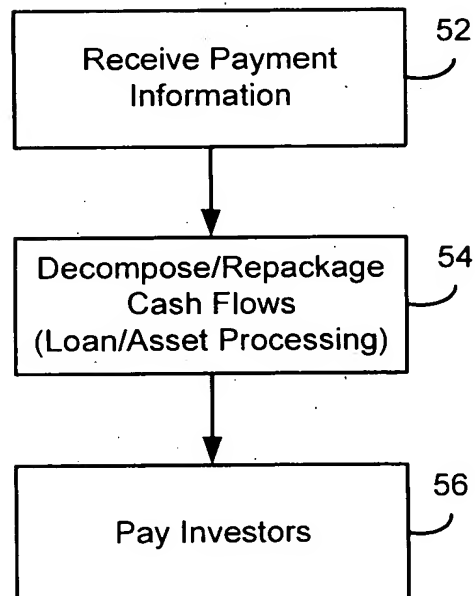 Receive Payment
Information
52
Decompose/Repackage
Cash Flows
(Loan/Asset Processing)
54
Pay Investors
56